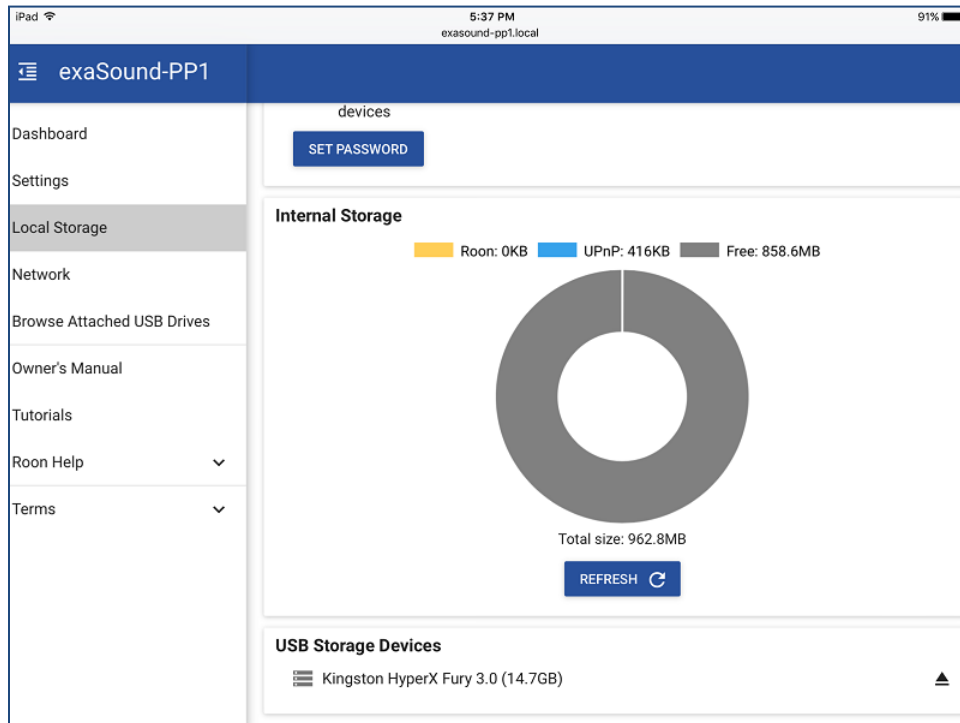 iPad
5:37 PM
91%
exasound-pp1.local
exaSound-PP1
Dashboard
Settings
Local Storage
Network
Browse Attached USB Drives
Owner's Manual
Tutorials
Roon Help
Terms
devices
SET PASSWORD
Internal Storage
Roon: 0KB UPnP: 416KB Free: 858.6MB
Total size: 962.8MB
REFRESH
USB Storage Devices
Kingston HyperX Fury 3.0 (14.7GB)